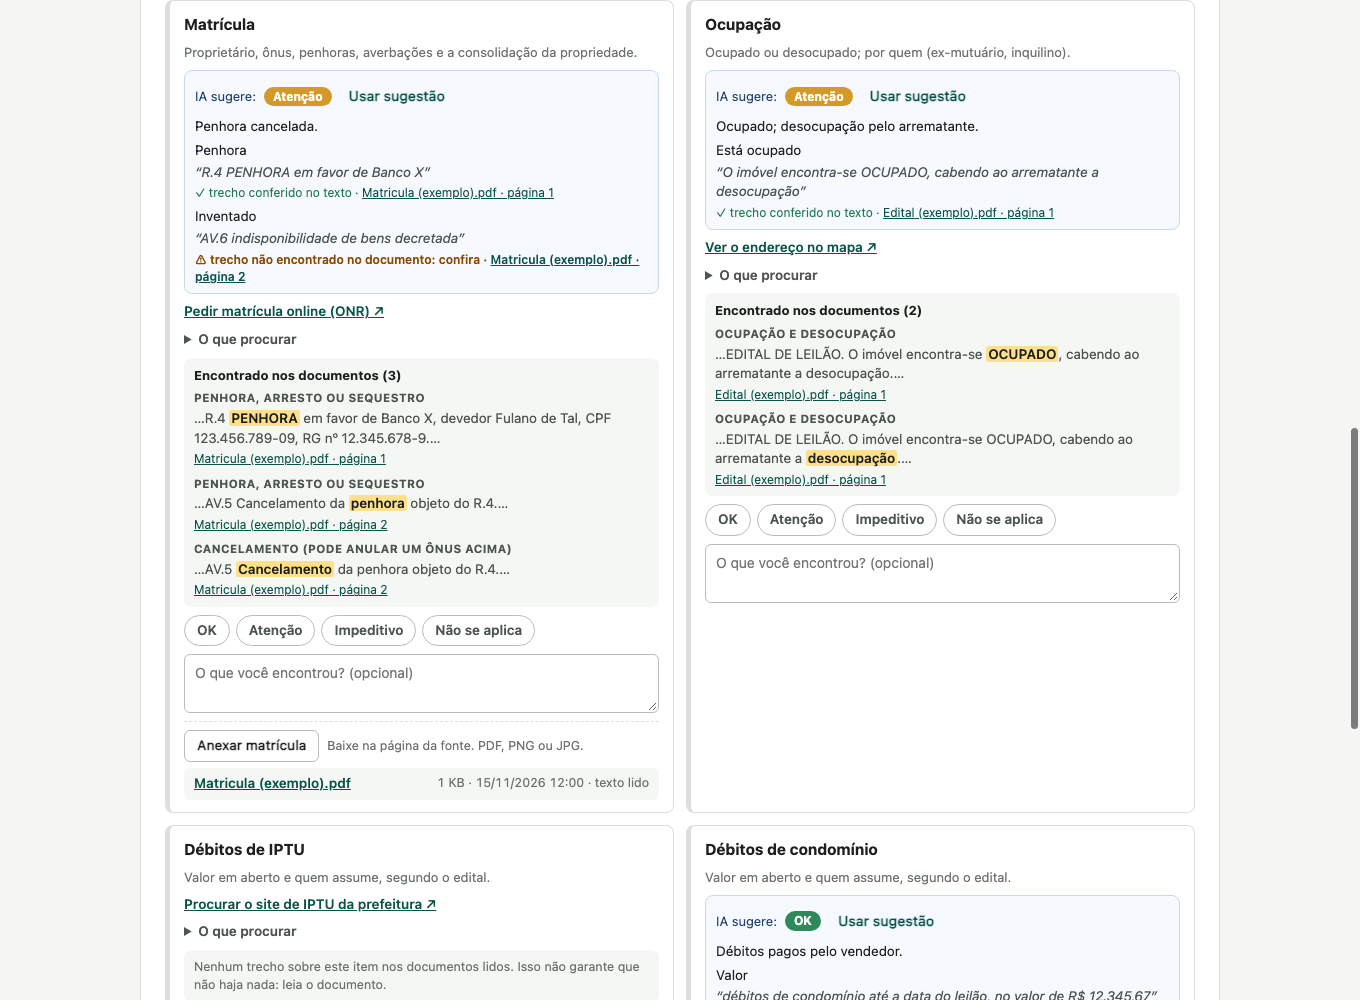 Matrícula
Proprietário, ônus, penhoras, averbações e a consolidação da propriedade.
IA sugere: Atenção Usar sugestão
Penhora cancelada.
Penhora
“R.4 PENHORA em favor de Banco X”
✓ trecho conferido no texto · Matricula (exemplo).pdf · página 1
Inventado
“AV.6 indisponibilidade de bens decretada”
⚠ trecho não encontrado no documento: confira · Matricula (exemplo).pdf ·
página 2
Pedir matrícula online (ONR) ↗
▶ O que procurar
Encontrado nos documentos (3)
PENHORA, ARRESTO OU SEQUESTRO
…R.4 PENHORA em favor de Banco X, devedor Fulano de Tal, CPF
123.456.789-09, RG nº 12.345.678-9.…
Matricula (exemplo).pdf · página 1
PENHORA, ARRESTO OU SEQUESTRO
…AV.5 Cancelamento da penhora objeto do R.4.…
Matricula (exemplo).pdf · página 2
CANCELAMENTO (PODE ANULAR UM ÔNUS ACIMA)
…AV.5 Cancelamento da penhora objeto do R.4.…
Matricula (exemplo).pdf · página 2
OK Atenção Impeditivo Não se aplica
O que você encontrou? (opcional)
Anexar matrícula Baixe na página da fonte. PDF, PNG ou JPG.
Matricula (exemplo).pdf 1 KB · 15/11/2026 12:00 · texto lido
Ocupação
Ocupado ou desocupado; por quem (ex-mutuário, inquilino).
IA sugere: Atenção Usar sugestão
Ocupado; desocupação pelo arrematante.
Está ocupado
“O imóvel encontra-se OCUPADO, cabendo ao arrematante a
desocupação”
✓ trecho conferido no texto · Edital (exemplo).pdf · página 1
Ver o endereço no mapa ↗
▶ O que procurar
Encontrado nos documentos (2)
OCUPAÇÃO E DESOCUPAÇÃO
…EDITAL DE LEILÃO. O imóvel encontra-se OCUPADO, cabendo ao
arrematante a desocupação.…
Edital (exemplo).pdf · página 1
OCUPAÇÃO E DESOCUPAÇÃO
…EDITAL DE LEILÃO. O imóvel encontra-se OCUPADO, cabendo ao
arrematante a desocupação.…
Edital (exemplo).pdf · página 1
OK Atenção Impeditivo Não se aplica
O que você encontrou? (opcional)
Débitos de IPTU
Valor em aberto e quem assume, segundo o edital.
Procurar o site de IPTU da prefeitura ↗
▶ O que procurar
Nenhum trecho sobre este item nos documentos lidos. Isso não garante que
não haja nada: leia o documento.
Débitos de condomínio
Valor em aberto e quem assume, segundo o edital.
IA sugere: OK Usar sugestão
Débitos pagos pelo vendedor.
Valor
“débitos de condomínio até a data do leilão, no valor de R$ 12.345,67”